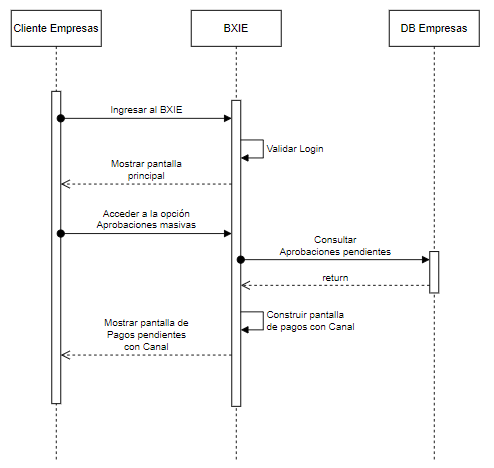 Cliente Empresas
BXIE
DB Empresas
Ingresar al BXIE
Validar Login
Mostrar pantalla
principal
Acceder a la opción
Aprobaciones masivas
Consultar
Aprobaciones pendientes
return
Construir pantalla
de pagos con Canal
Mostrar pantalla de
Pagos pendientes
con Canal